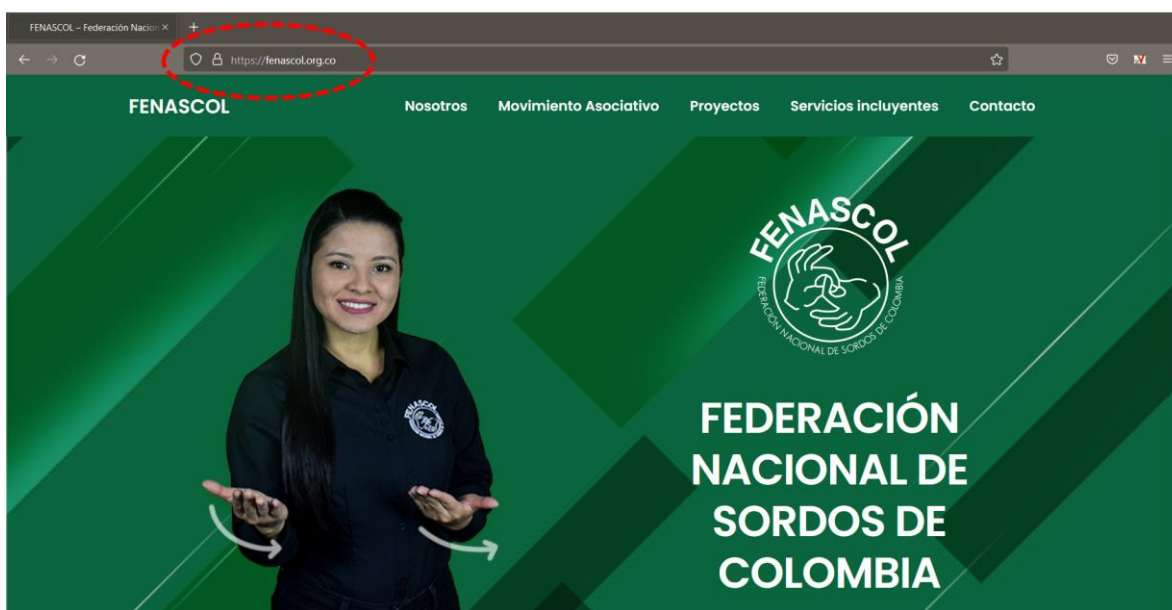 FENASCOL – Federación Nacion
https://fenascol.org.co
FENASCOL
Nosotros
Movimiento Asociativo
Proyectos
Servicios incluyentes
Contacto
FENASCOL
FEDERACIÓN NACIONAL DE SORDOS DE COLOMBIA
FENASCOL
FEDERACIÓN
NACIONAL DE
SORDOS DE
COLOMBIA